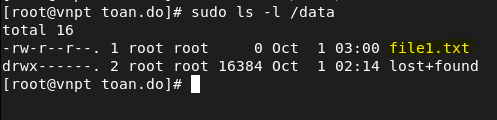 [root@vnpt toan.do]# sudo ls -l /data
total 16
-rw-r--r--. 1 root root     0 Oct  1 03:00 file1.txt
drwx------. 2 root root 16384 Oct  1 02:14 lost+found
[root@vnpt toan.do]#